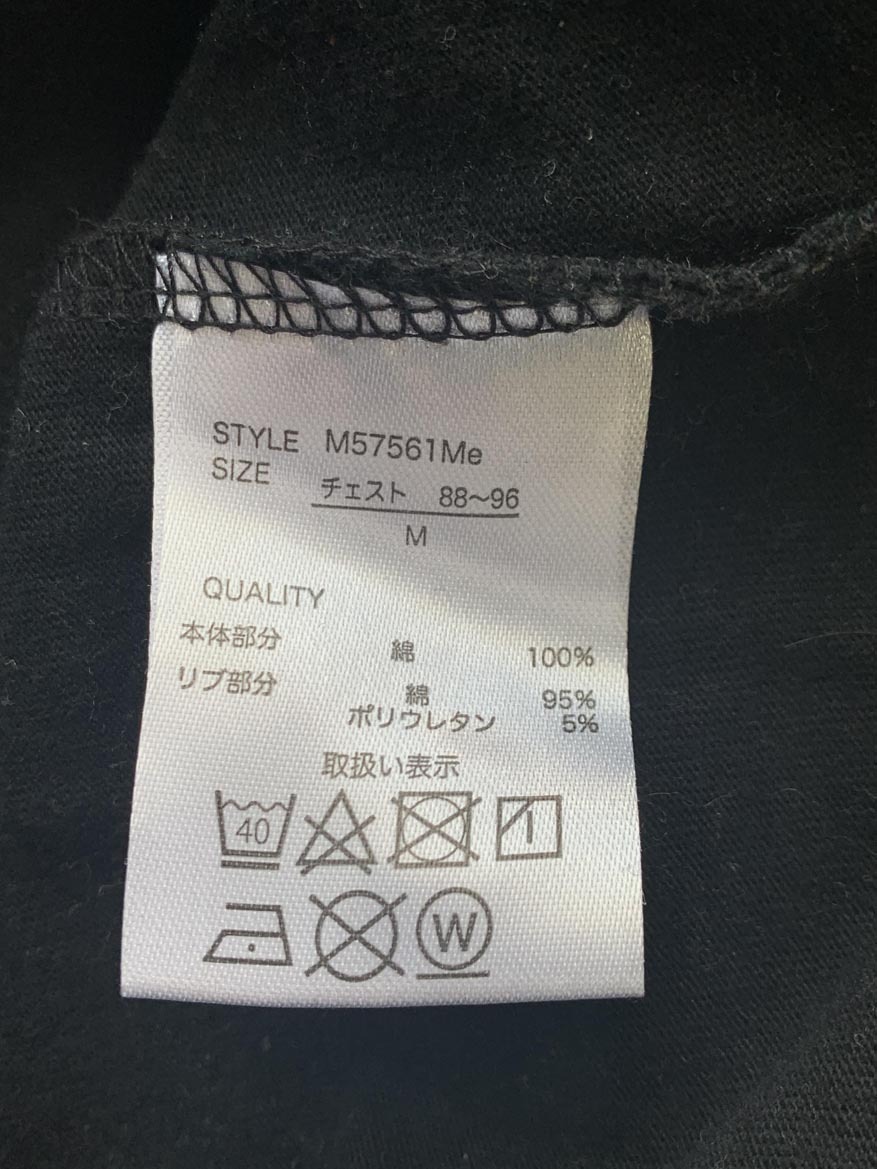 STYLE M57561Me
SIZE チェスト 88〜96
M
QUALITY
本体部分 綿 100%
リブ部分 綿 95%
ポリウレタン 5%
取扱い表示
40
W